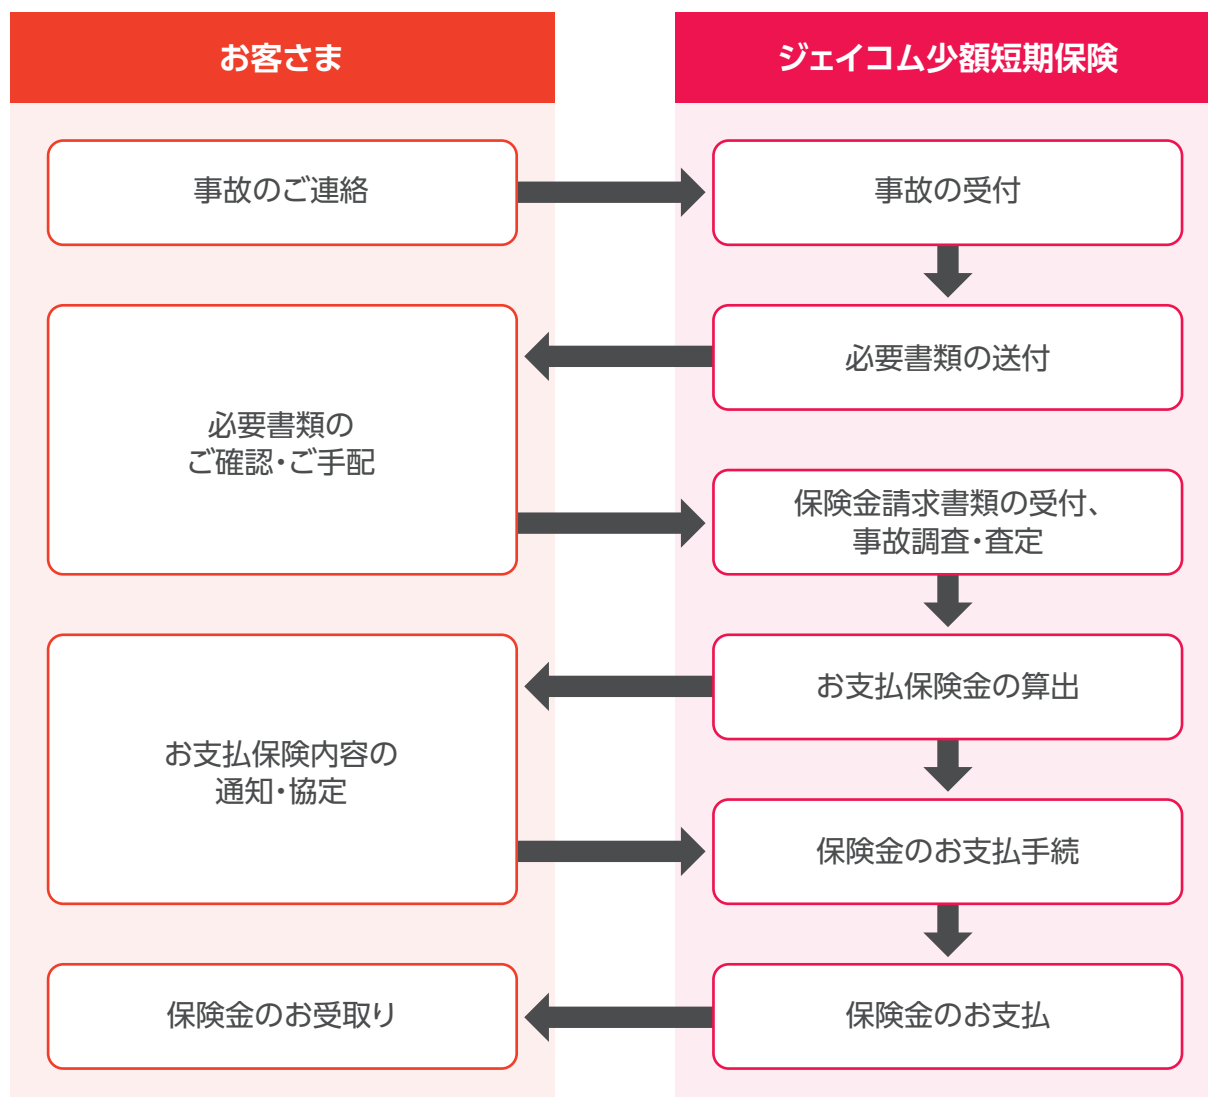 お客さま
ジェイコム少額短期保険
事故のご連絡
事故の受付
必要書類の送付
必要書類の
ご確認・ご手配
保険金請求書類の受付、
事故調査・査定
お支払保険金の算出
お支払保険内容の
通知・協定
保険金のお支払手続
保険金のお受取り
保険金のお支払